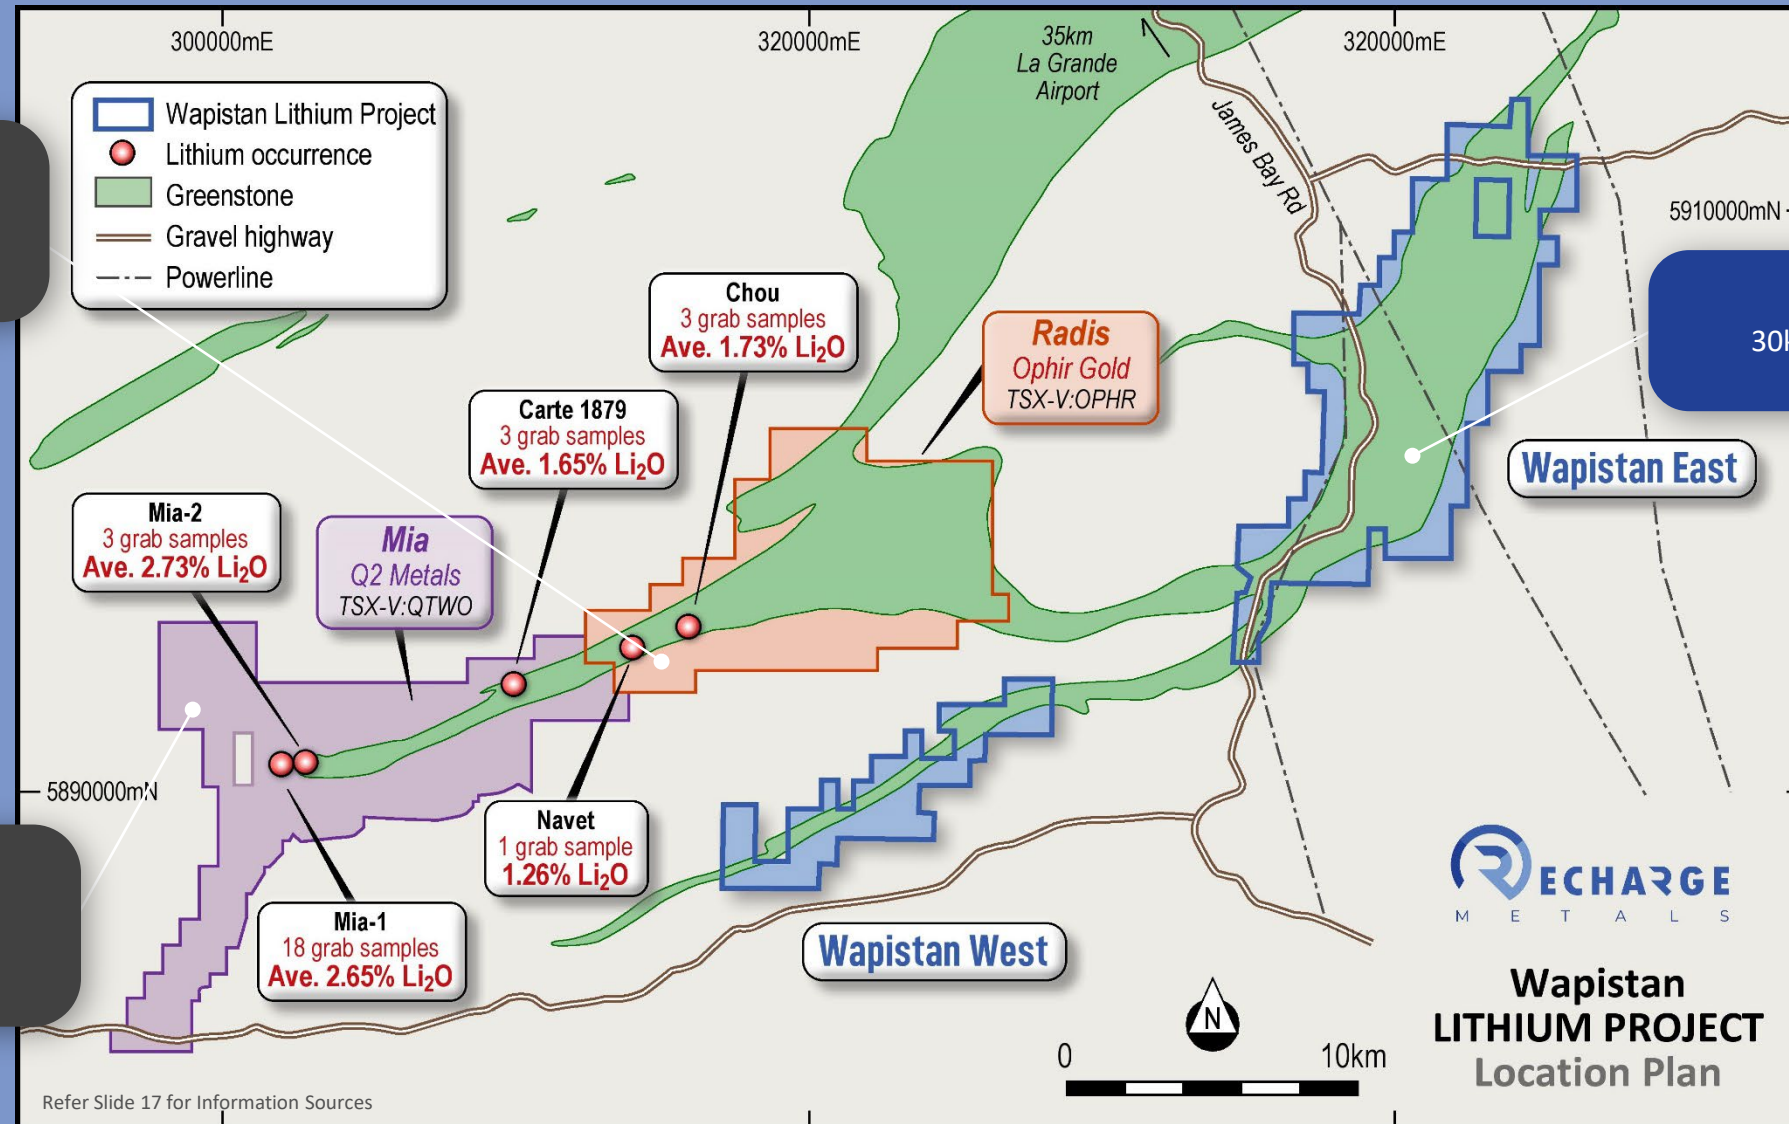 300000mE
320000mE
320000mE
35km
La Grande
Airport
James Bay Rd
Wapistan Lithium Project
Lithium occurrence
Greenstone
Gravel highway
Powerline
5910000mN
Chou
3 grab samples
Ave. 1.73% Li₂O
Radis
Ophir Gold
TSX-V:OPHR
30k
Carte 1879
3 grab samples
Ave. 1.65% Li₂O
Wapistan East
Mia-2
3 grab samples
Ave. 2.73% Li₂O
Mia
Q2 Metals
TSX-V:QTWO
5890000mN
Navet
1 grab sample
1.26% Li₂O
Mia-1
18 grab samples
Ave. 2.65% Li₂O
Wapistan West
RECHARGE
METALS
Wapistan
LITHIUM PROJECT
Location Plan
N
0 10km
Refer Slide 17 for Information Sources